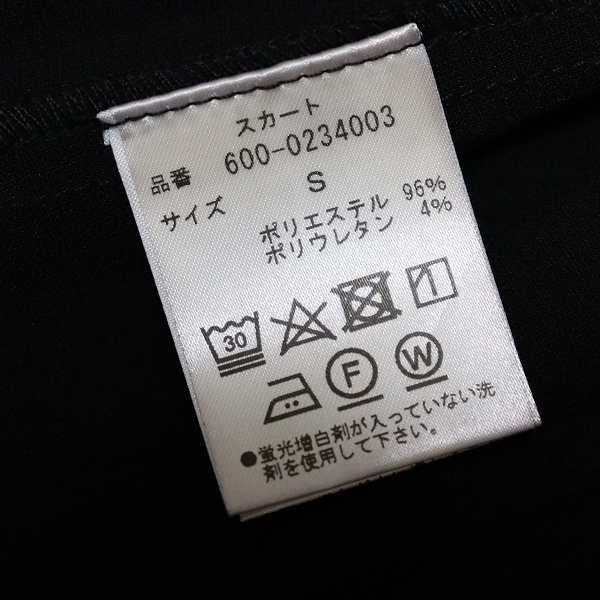 スカート
品番 600-0234003
サイズ S
ポリエステル 96%
ポリウレタン 4%
30
F
W
●蛍光増白剤が入っていない洗
剤を使用して下さい。